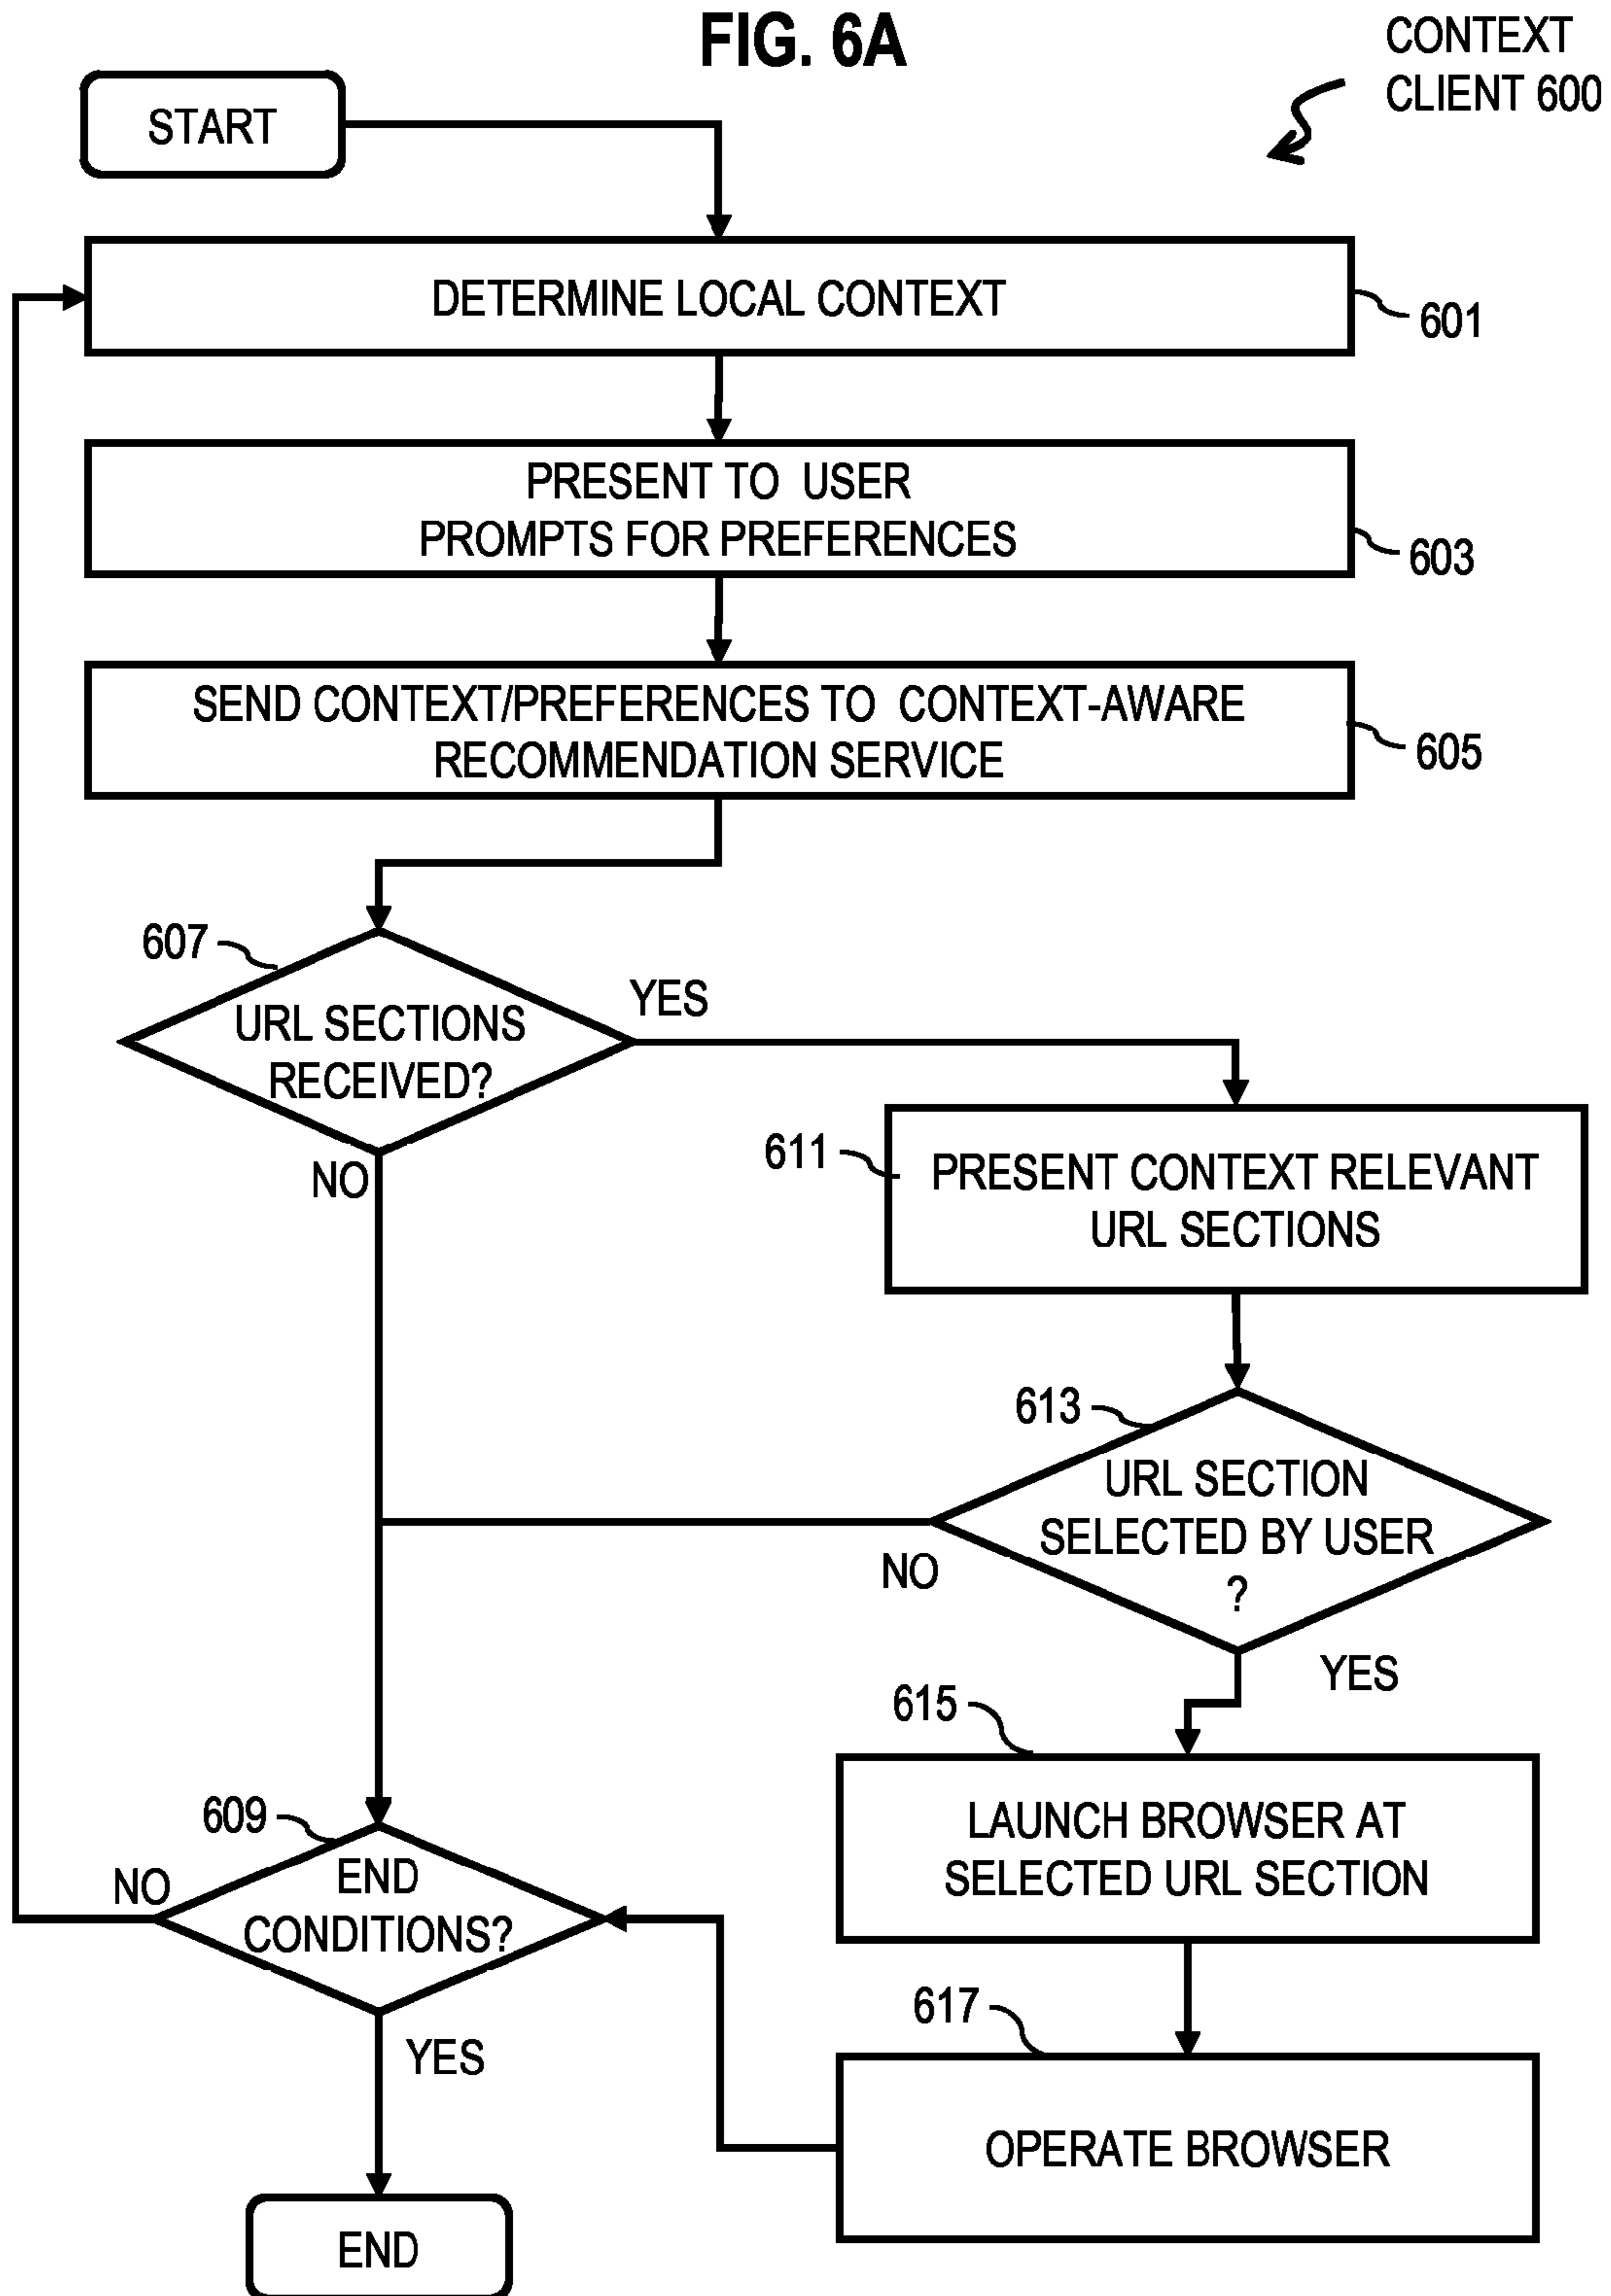 FIG. 6A
CONTEXT
CLIENT 600
START
DETERMINE LOCAL CONTEXT
601
PRESENT TO USER
PROMPTS FOR PREFERENCES
603
SEND CONTEXT/PREFERENCES TO CONTEXT-AWARE
RECOMMENDATION SERVICE
605
607
URL SECTIONS
RECEIVED?
YES
NO
611
PRESENT CONTEXT RELEVANT
URL SECTIONS
613
URL SECTION
SELECTED BY USER
?
NO
YES
615
LAUNCH BROWSER AT
SELECTED URL SECTION
609
END
CONDITIONS?
NO
YES
617
OPERATE BROWSER
END